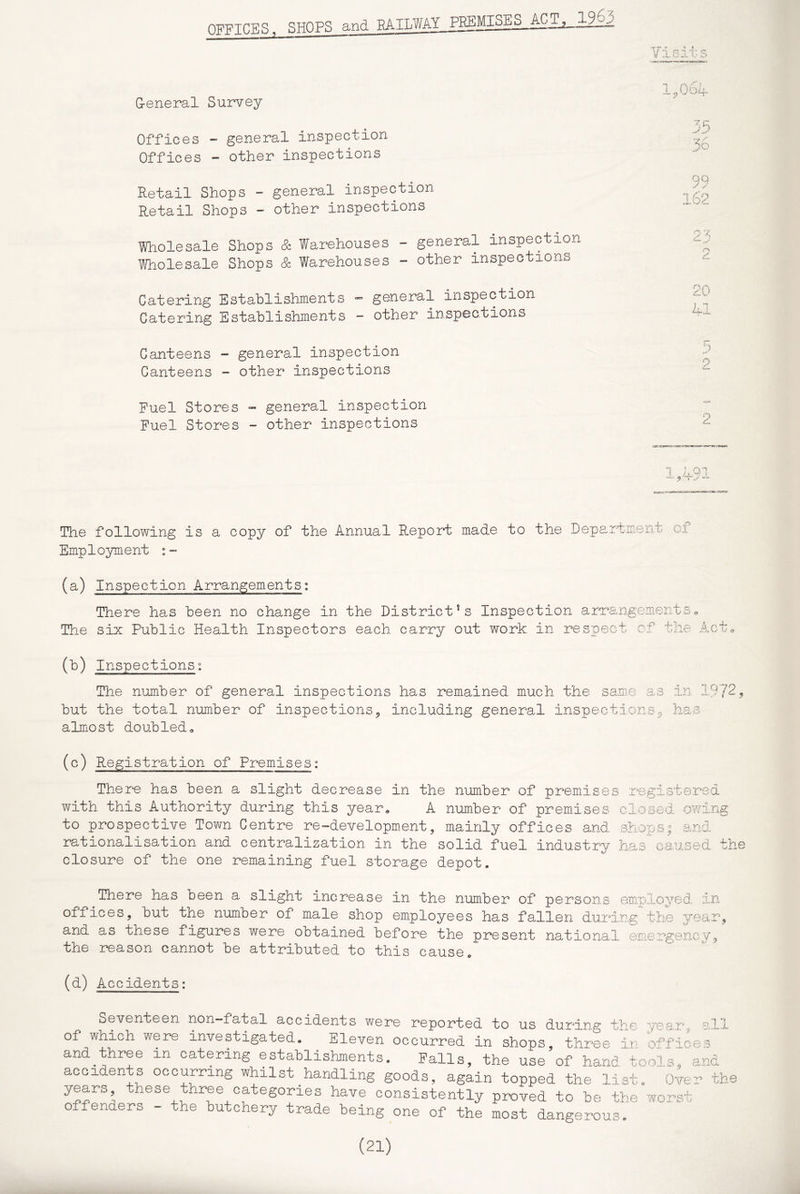 OFFICES, SHOPS and RAILWAY PREMISES ACT, 1963
Visits
General Survey 1,064
Offices - general inspection 35
Offices - other inspections 36
Retail Shops - general inspection 99
Retail Shops - other inspections 162
Wholesale Shops & Warehouses - general inspection 23
Wholesale Shops & Warehouses - other inspections 2
Catering Establishments - general inspection 20
Catering Establishments - other inspections 41
Canteens - general inspection 5
Canteens - other inspections 2
Fuel Stores - general inspection -
Fuel Stores - other inspections 2
1,491
The following is a copy of the Annual Report made to the Department of
Employment :-
(a) Inspection Arrangements:
There has been no change in the District's Inspection arrangements.
The six Public Health Inspectors each carry out work in respect of the Act.
(b) Inspections:
The number of general inspections has remained much the same as in 1972,
but the total number of inspections, including general inspections, has
almost doubled.
(c) Registration of Premises:
There has been a slight decrease in the number of premises registered
with this Authority during this year. A number of premises closed owing
to prospective Town Centre re-development, mainly offices and shops; and
rationalisation and centralization in the solid fuel industry has caused the
closure of the one remaining fuel storage depot.
There has been a slight increase in the number of persons employed in
offices, but the number of male shop employees has fallen during the year,
and as these figures were obtained before the present national emergency,
the reason cannot be attributed to this cause.
(d) Accidents:
Seventeen non-fatal accidents were reported to us during the year, all
of which were investigated. Eleven occurred in shops, three in offices
and three in catering establishments. Falls, the use of hand tools, and
accidents occurring whilst handling goods, again topped the list. Over the
years, these three categories have consistently proved to be the worst
offenders - the butchery trade being one of the most dangerous.
(21)